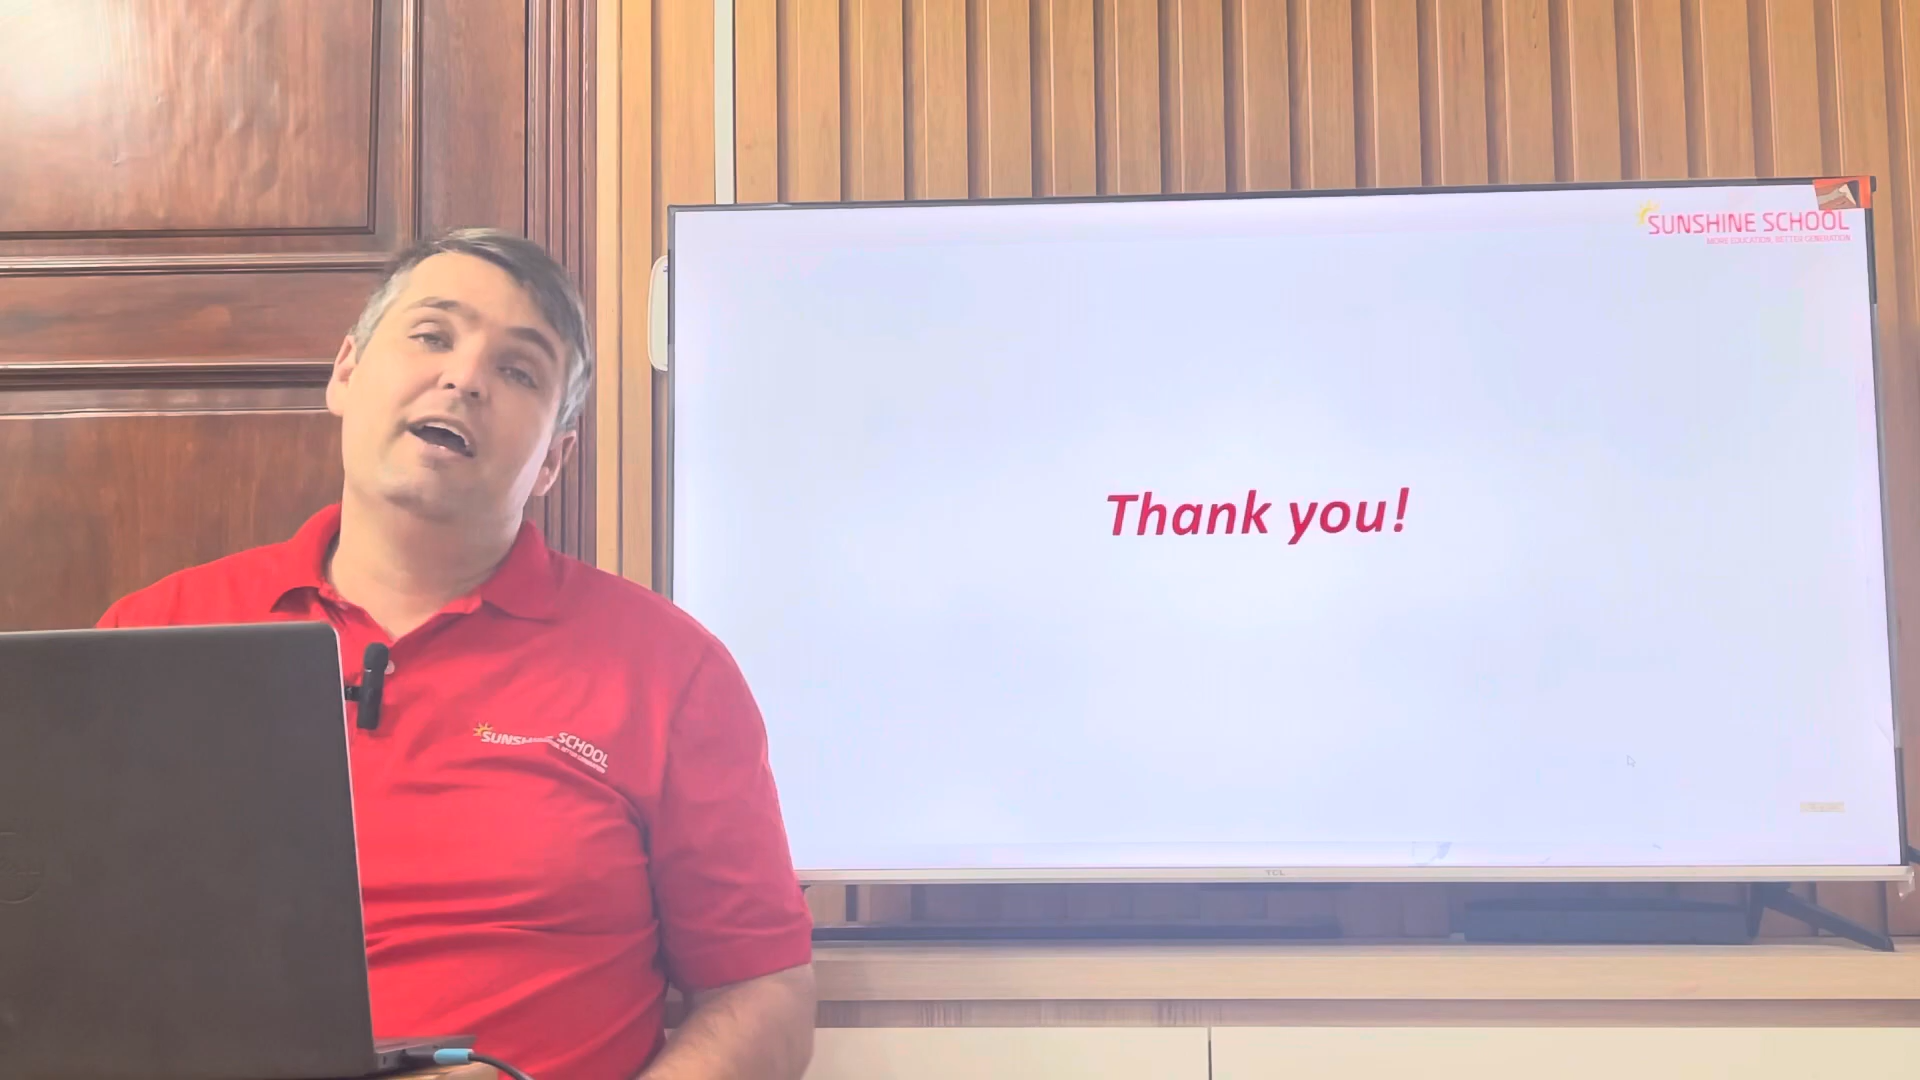 SUNSHINE SCHOOL
MORE EDUCATION, BETTER GENERATION
Thank you!
SUNSHINE SCHOOL
TCL